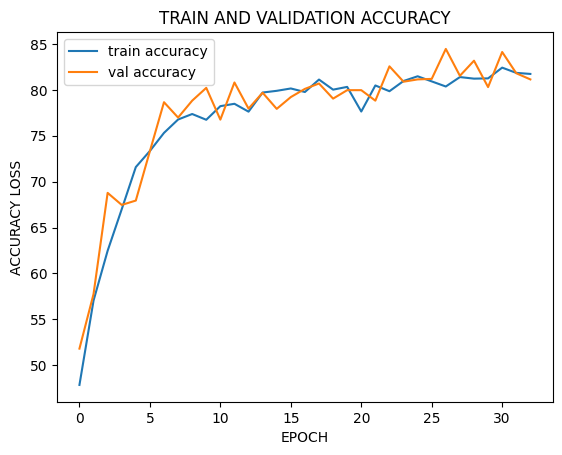 TRAIN AND VALIDATION ACCURACY
train accuracy
val accuracy
ACCURACY LOSS
85
80
75
70
65
60
55
50
0 5 10 15 20 25 30
EPOCH